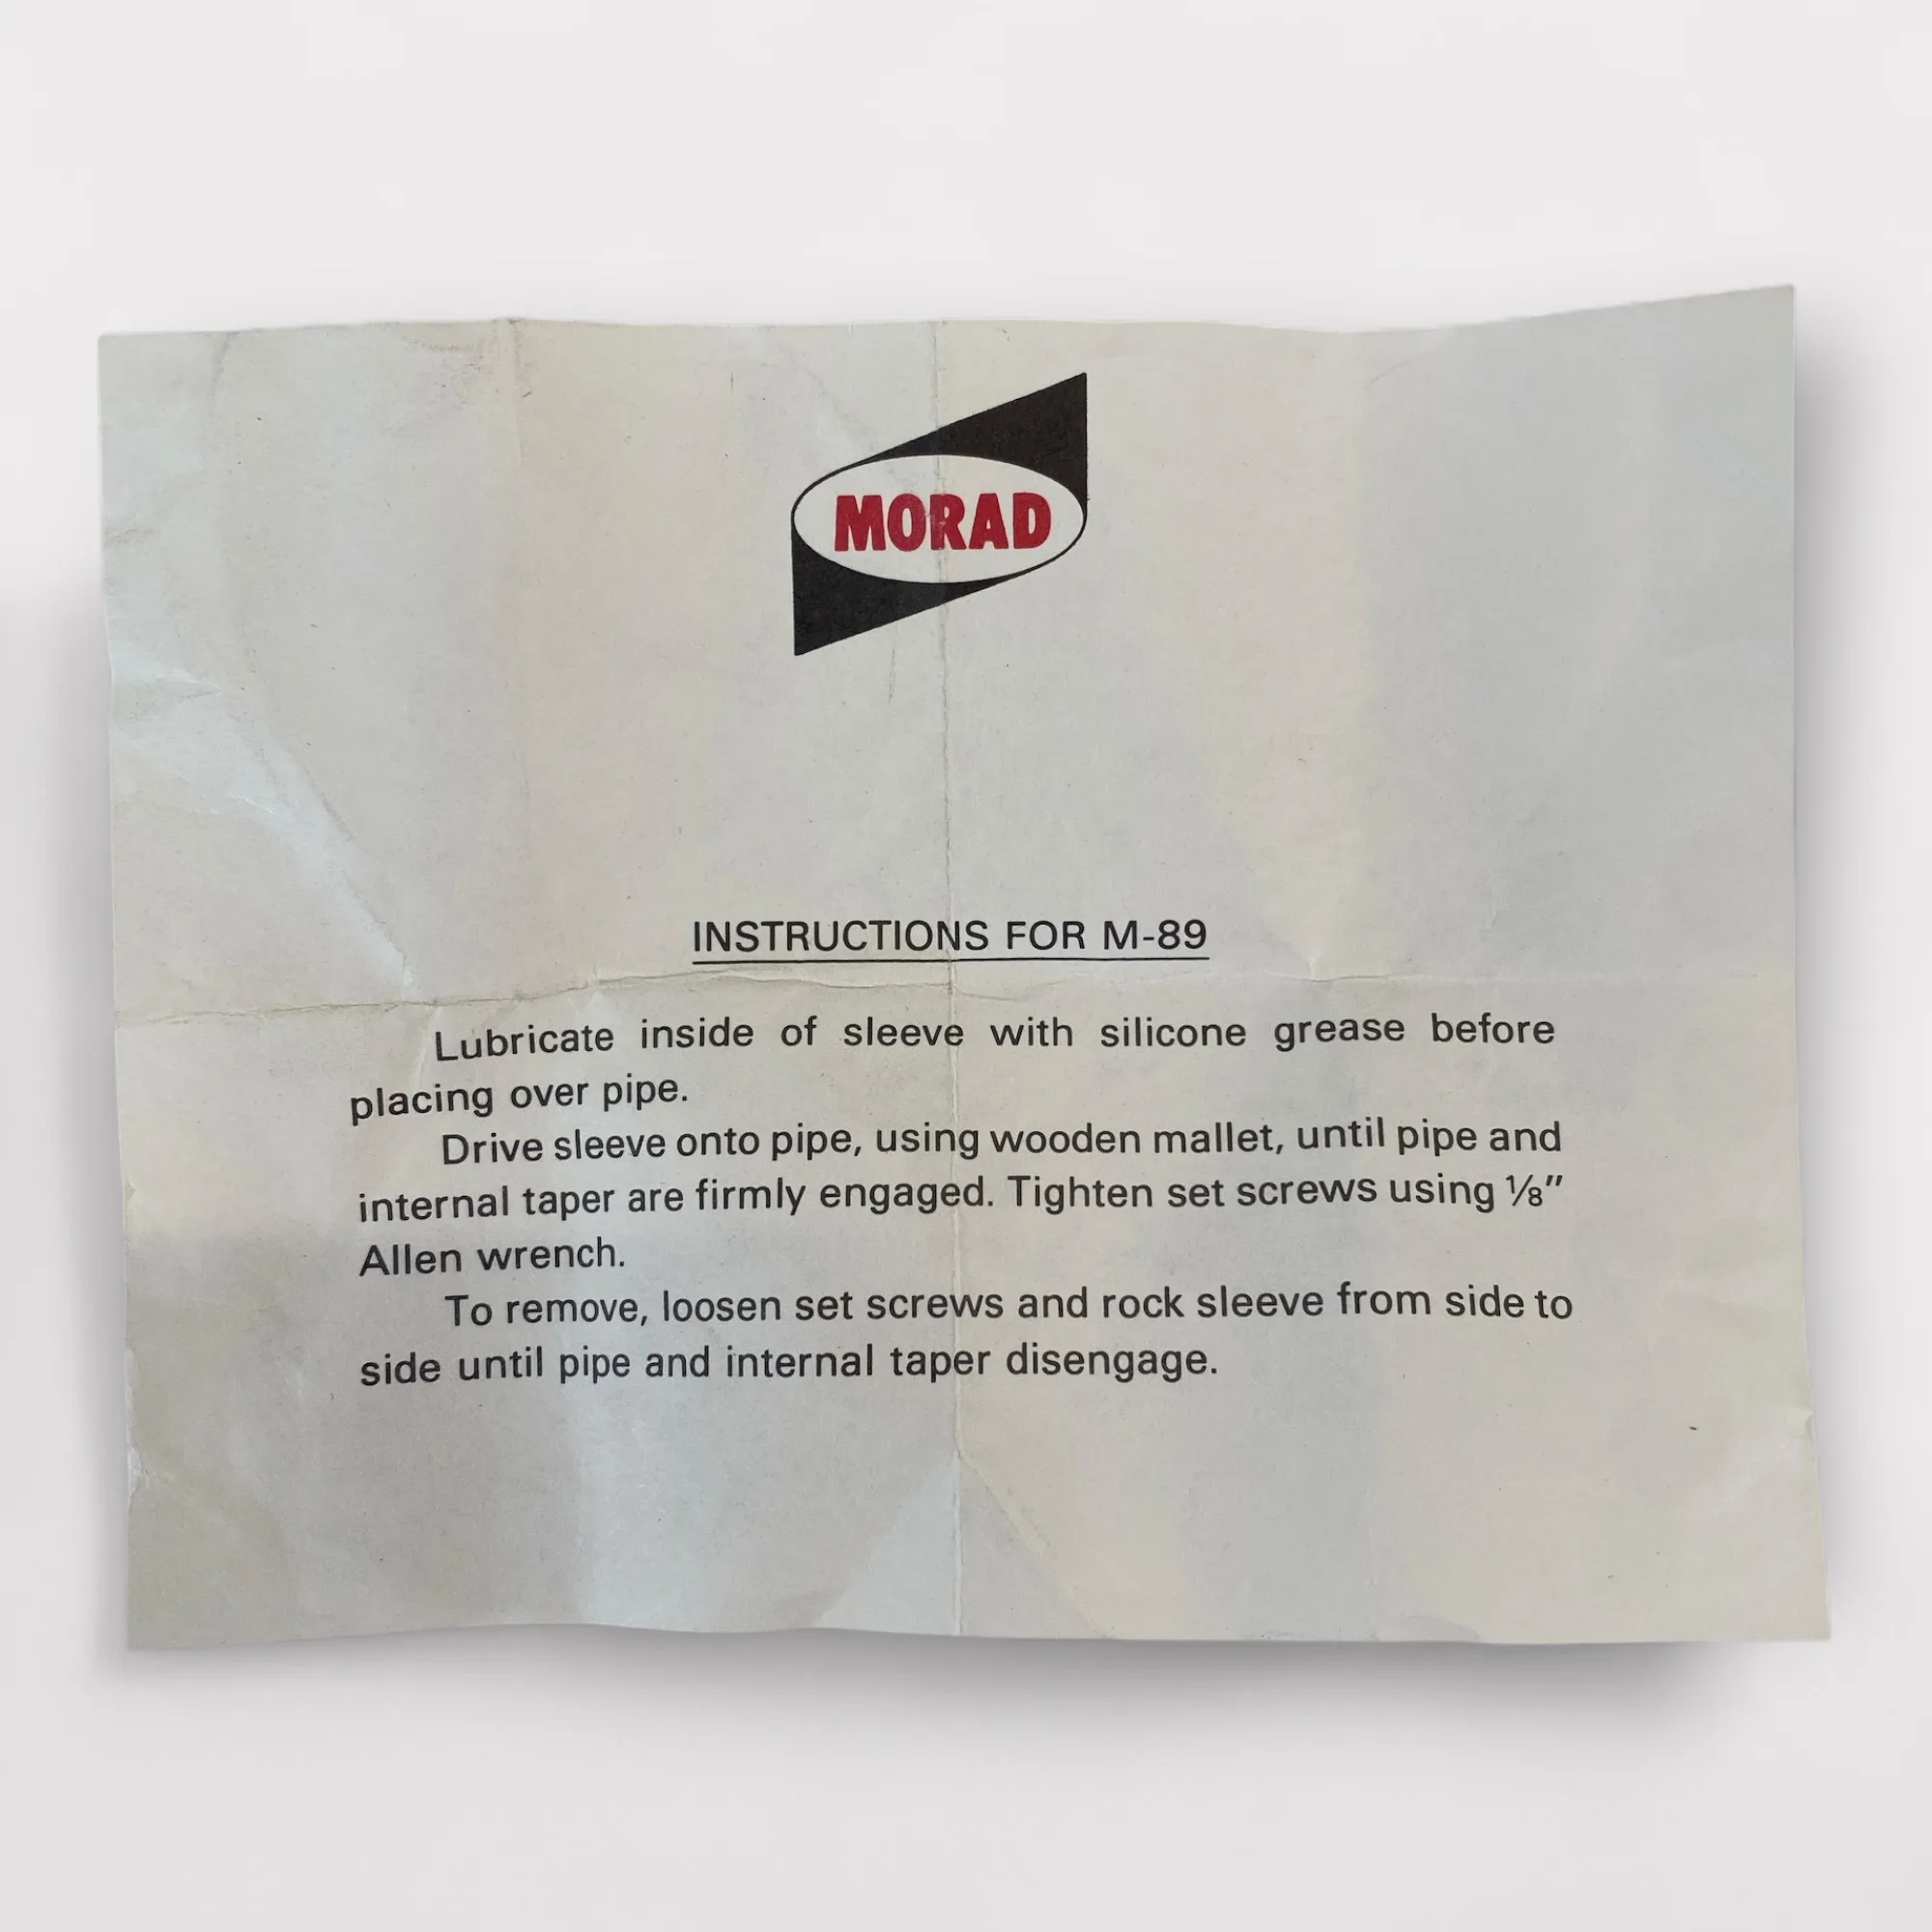 MORAD
INSTRUCTIONS FOR M-89
Lubricate inside of sleeve with silicone grease before
placing over pipe.
Drive sleeve onto pipe, using wooden mallet, until pipe and
internal taper are firmly engaged. Tighten set screws using ⅛″
Allen wrench.
To remove, loosen set screws and rock sleeve from side to
side until pipe and internal taper disengage.